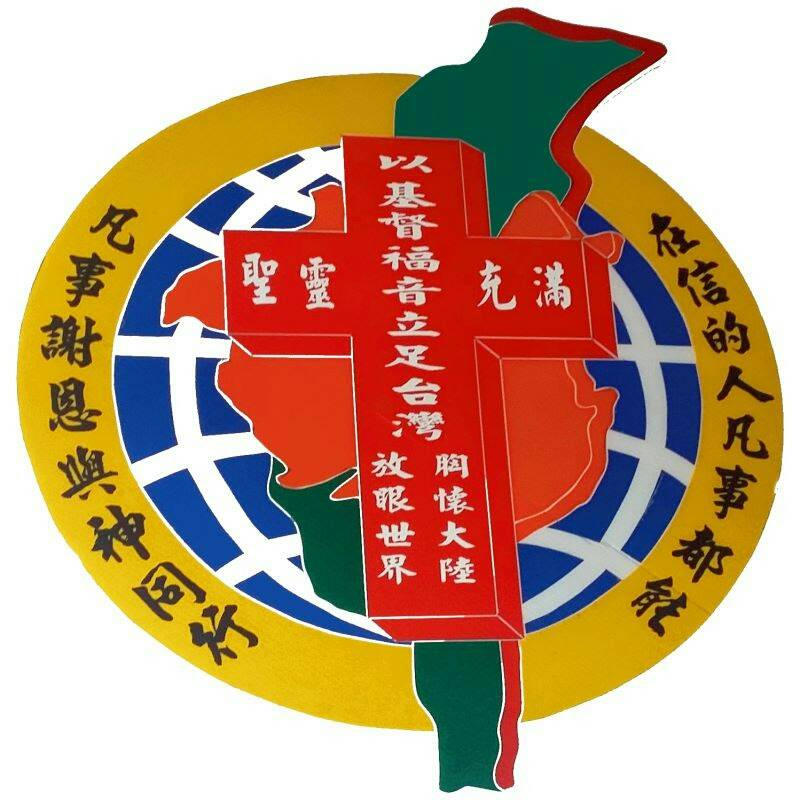 以基督福音立足台灣
聖靈充滿
胸懷大陸
放眼世界
在信的人凡事都能
凡事謝恩與神同行